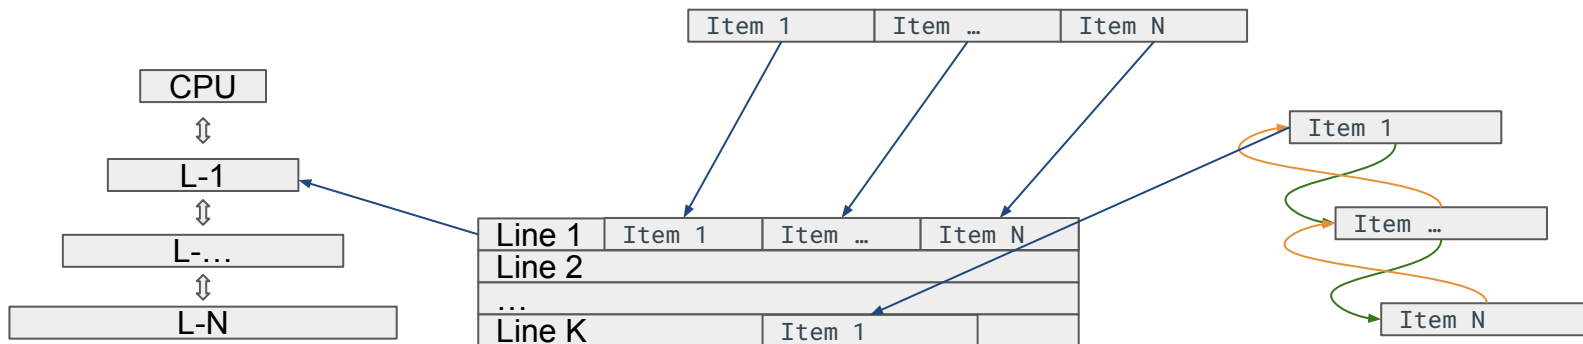 Item 1 Item … Item N
CPU
L-1
L-…
L-N
Line 1 Item 1 Item … Item N
Line 2
…
Line K Item 1
Item 1
Item …
Item N